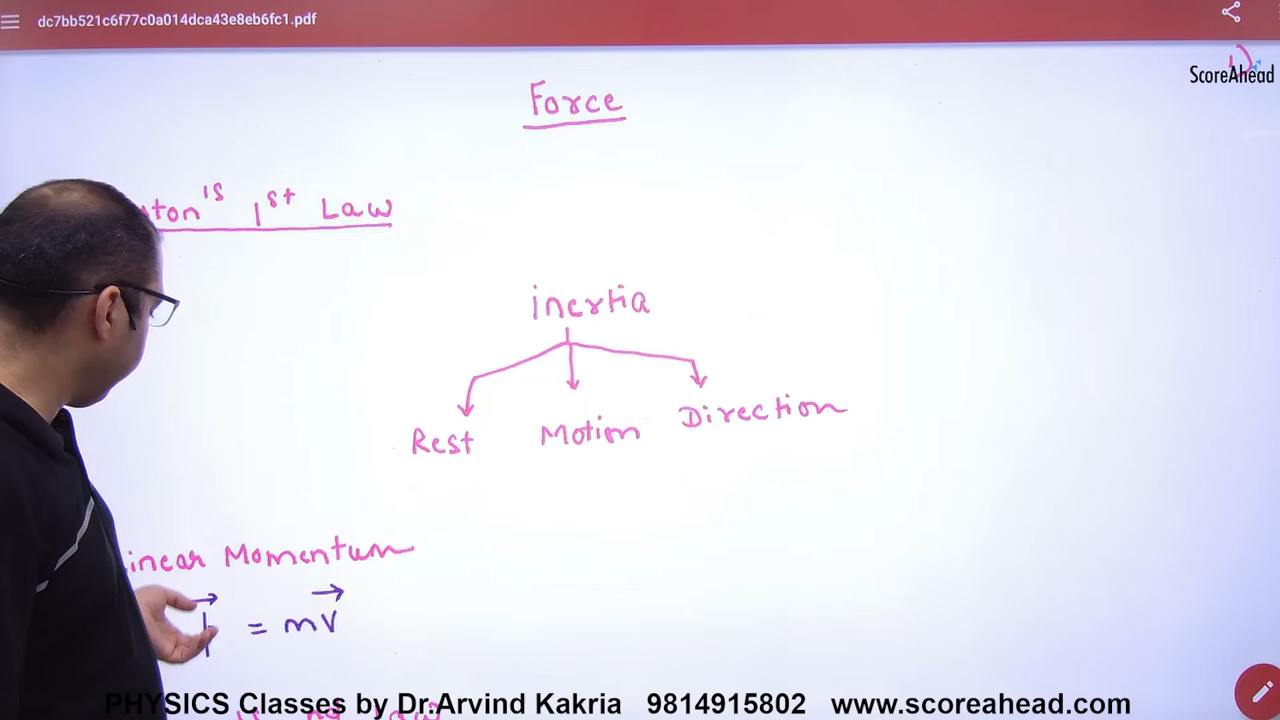 dc7bb521c6f77c0a014dca43e8eb6fc1.pdf
ScoreAhead
Force
ton's 1st Law
inertia
Rest Motion Direction
inear Momentum
= mv
PHYSICS Classes by Dr.Arvind Kakria 9814915802 www.scoreahead.com